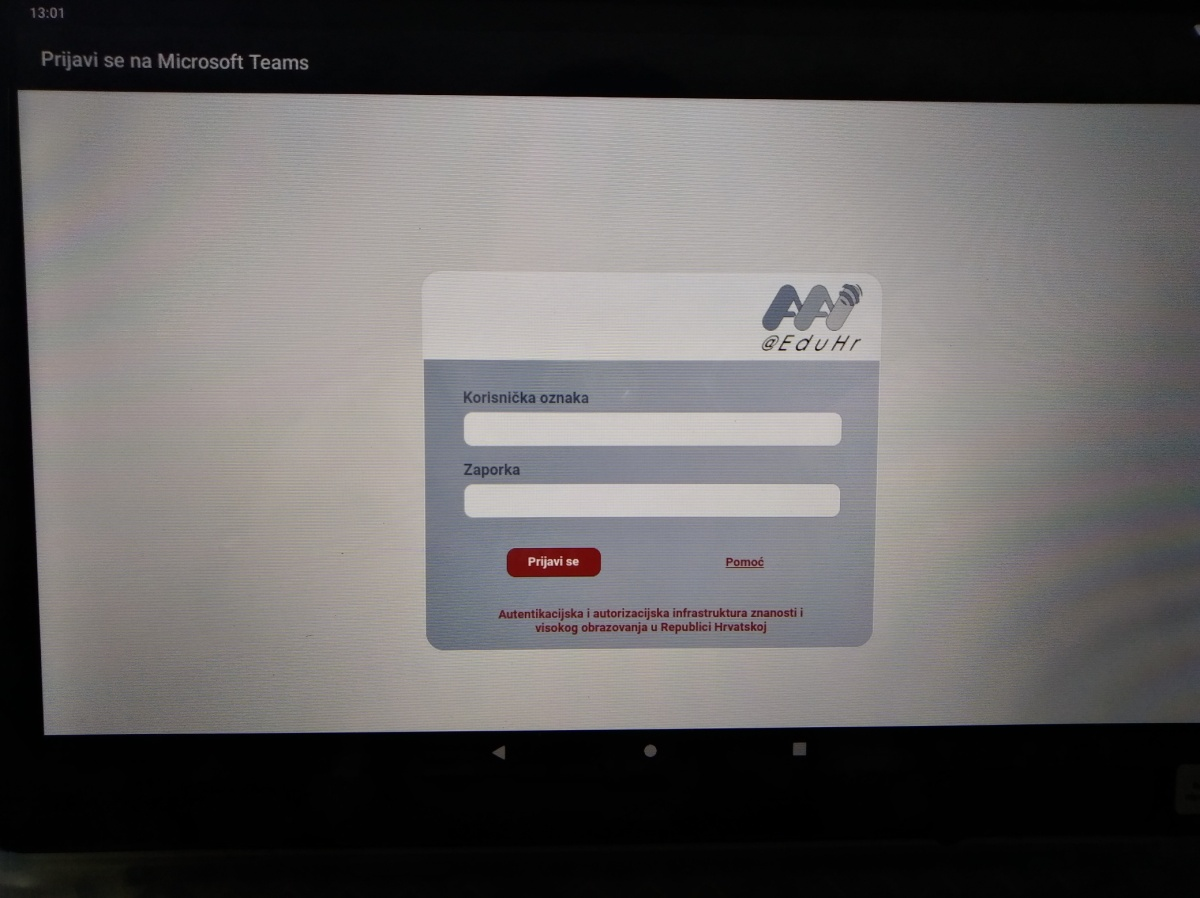 13:01
Prijavi se na Microsoft Teams
AAI
@EduHr
Korisnička oznaka
Zaporka
Prijavi se
Pomoć
Autentikacijska i autorizacijska infrastruktura znanosti i
visokog obrazovanja u Republici Hrvatskoj